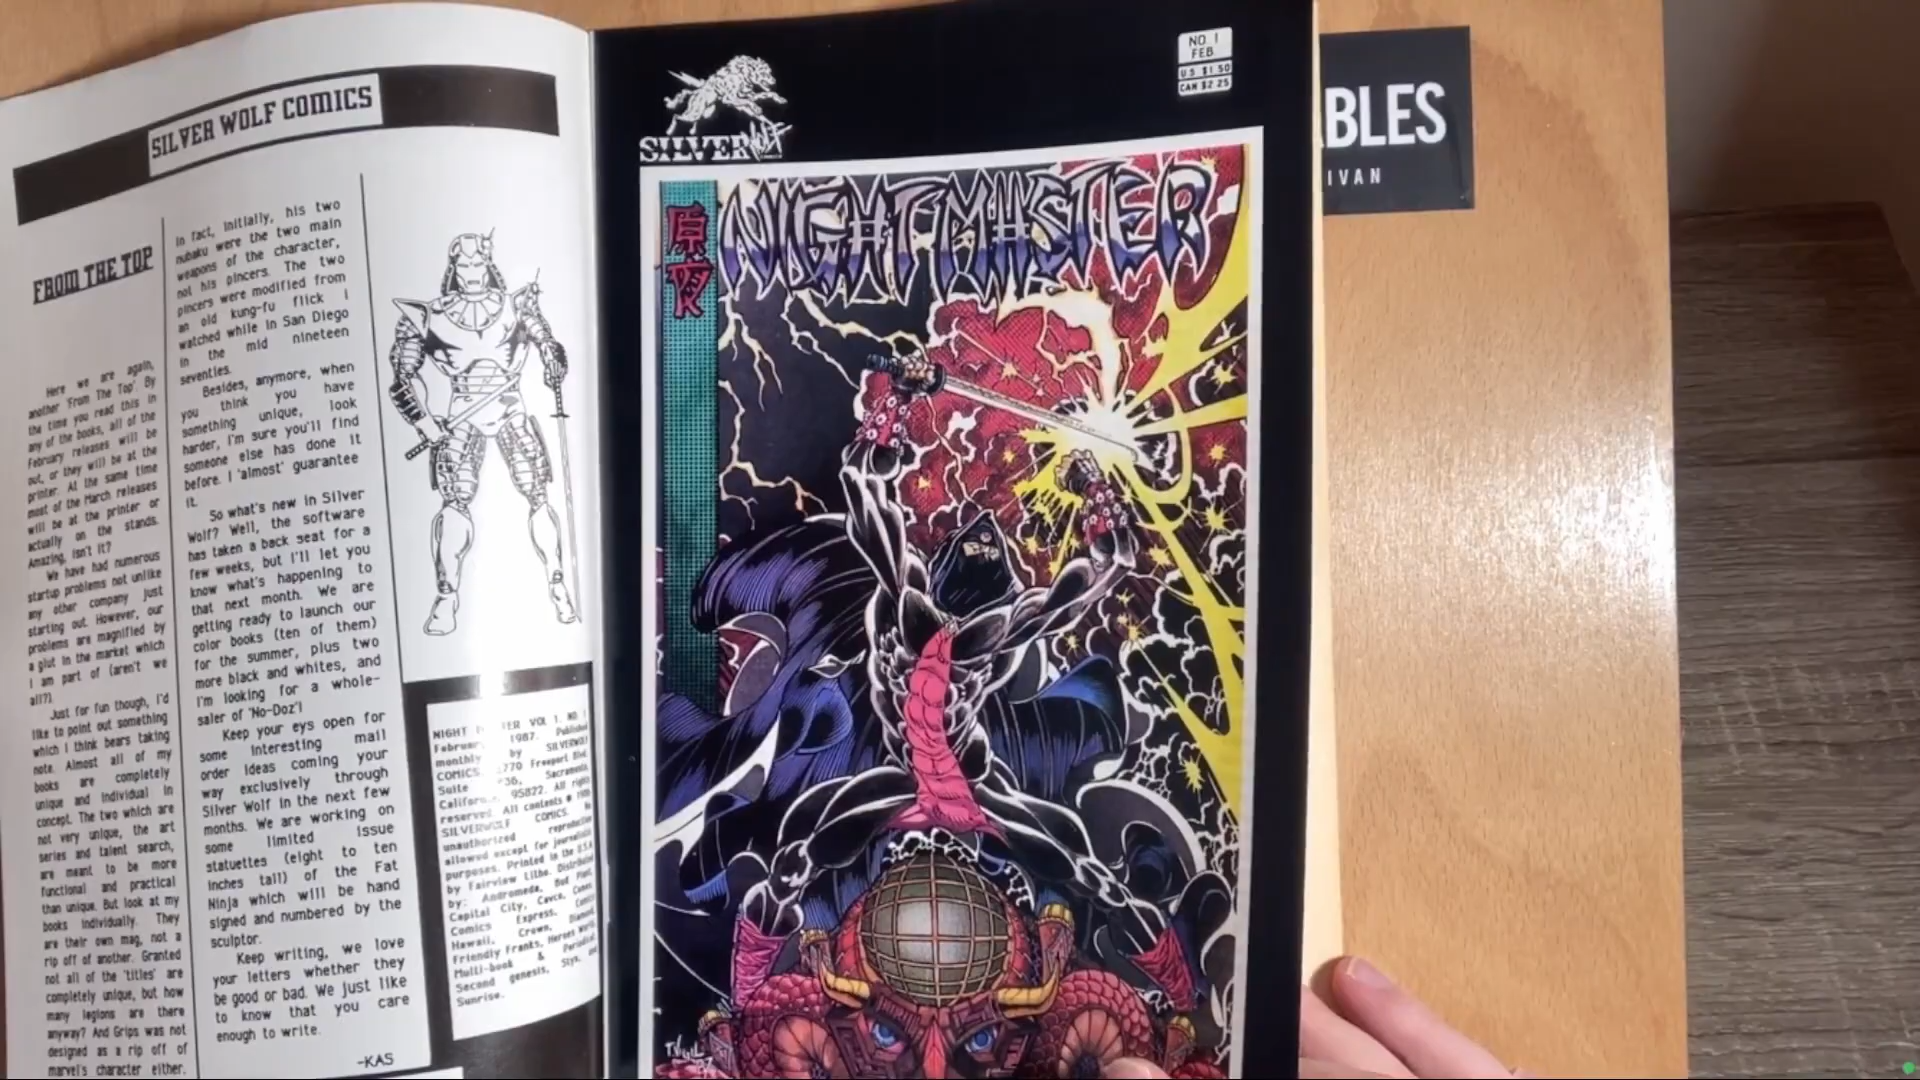 SILVER WOLF COMICS
FROM THE TOP
Here we are again,
another 'From The Top'. By
the time you read this in
any of the books, all of the
February releases will be
out, or they will be at the
printer. At the same time
most of the March releases
will be at the printer or
actually on the stands.
Amazing, isn't it?
We have had numerous
startup problems not unlike
any other company just
starting out. However, our
problems are magnified by
a glut in the market which
I am part of (aren't we
all?).
Just for fun though, I'd
like to point out something
which I think bears taking
note. Almost all of my
books are completely
unique and individual in
concept. The two which are
not very unique, the art
series and talent search,
are meant to be more
functional and practical
than unique. But look at my
books individually. They
are their own mag, not a
rip off of another. Granted
not all of the 'titles' are
completely unique, but how
many legions are there
anyway? And Grips was not
designed as a rip off of
marvel's character either.
In fact, initially, his two
nubaku were the two main
weapons of the character,
not his pincers. The two
pincers were modified from
an old kung-fu flick I
watched while in San Diego
in the mid nineteen
seventies.
Besides, anymore, when
you think you have
something unique, look
harder, I'm sure you'll find
someone else has done it
before. I 'almost' guarantee
it.
So what's new in Silver
Wolf? Well, the software
has taken a back seat for a
few weeks, but I'll let you
know what's happening to
that next month. We are
getting ready to launch our
color books (ten of them)
for the summer, plus two
more black and whites, and
I'm looking for a whole-
saler of 'No-Doz'!
Keep your eys open for
some interesting mail
order ideas coming your
way exclusively through
Silver Wolf in the next few
months. We are working on
some limited issue
statuettes (eight to ten
inches tall) of the Fat
Ninja which will be hand
signed and numbered by the
sculptor.
Keep writing, we love
your letters whether they
be good or bad. We just like
to know that you care
enough to write.
-KAS
NIGHT VOL 1. NO. 1
February 1987. Published
monthly by SILVERWOLF
COMICS. Freeport Blvd.
Suite #36, Sacramento,
California, 95822. All rights
reserved. All contents © 1986
SILVERWOLF COMICS. No
unauthorized reproduction
allowed except for journalistic
purposes. Printed in the U.S.A
by Fairview Litho. Distributed
by: Andromeda, Bud Plant,
Capital City, Comics
Express,
Hawaii, Crown, Diamond,
Friendly Franks, Heroes World,
Multi-book & Periodical,
Second genesis, Styx, and
Sunrise.
SILVER WOLF
NO. 1
FEB.
U.S $1.50
CAN $2.25
NIGHT MASTER
T.VIGIL
87
ABLES
IVAN